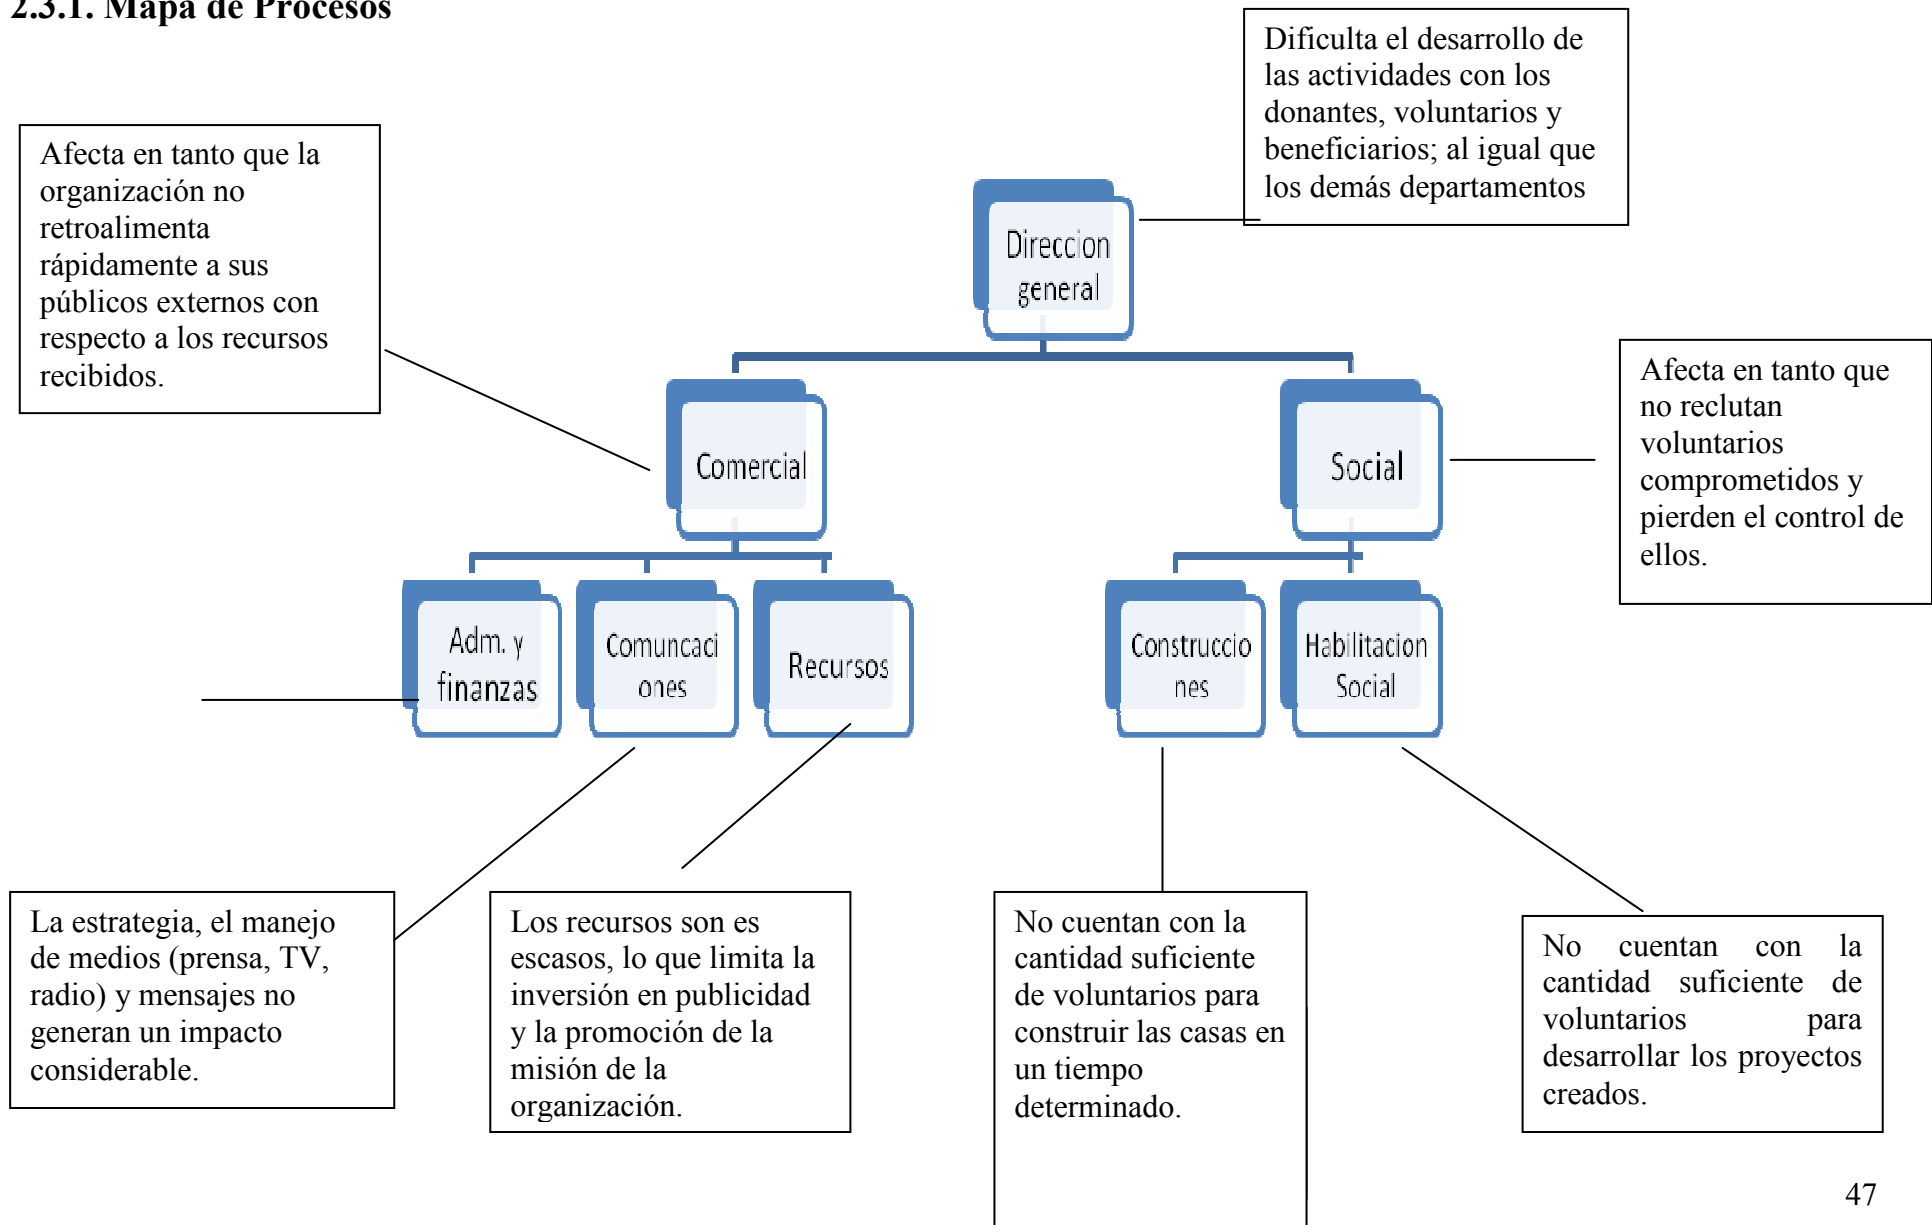 2.3.1. Mapa de Procesos
Dificulta el desarrollo de
las actividades con los
donantes, voluntarios y
beneficiarios; al igual que
los demás departamentos
Afecta en tanto que la
organización no
retroalimenta
rápidamente a sus
públicos externos con
respecto a los recursos
recibidos.
Direccion
general
Afecta en tanto que
no reclutan
voluntarios
comprometidos y
pierden el control de
ellos.
Comercial
Social
Adm. y
finanzas
Comuncaci
ones
Recursos
Construccio
nes
Habilitacion
Social
La estrategia, el manejo
de medios (prensa, TV,
radio) y mensajes no
generan un impacto
considerable.
Los recursos son es
escasos, lo que limita la
inversión en publicidad
y la promoción de la
misión de la
organización.
No cuentan con la
cantidad suficiente
de voluntarios para
construir las casas en
un tiempo
determinado.
No cuentan con la
cantidad suficiente de
voluntarios para
desarrollar los proyectos
creados.
47